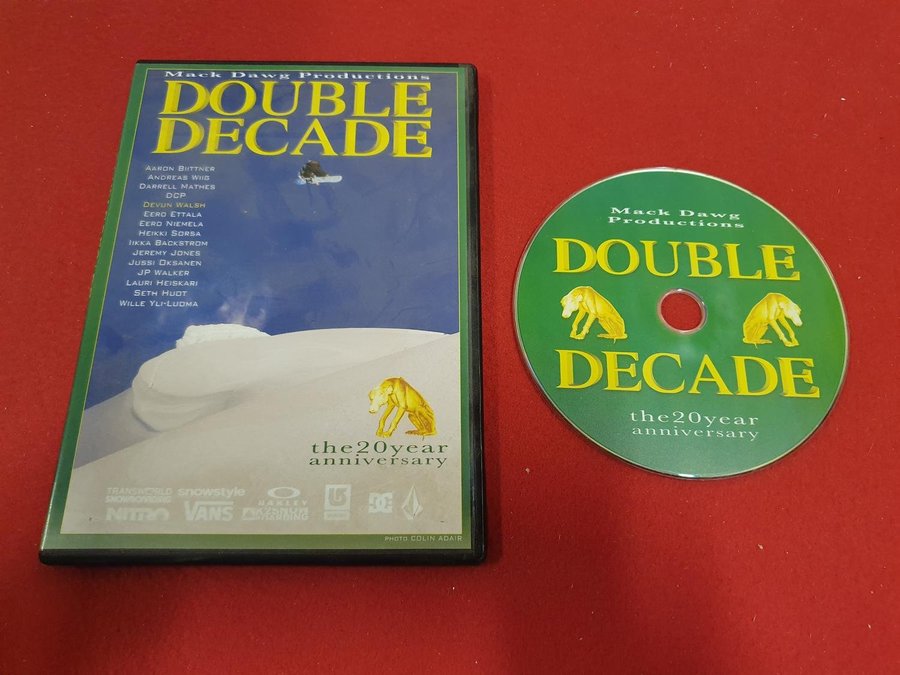 Mack Dawg Productions
DOUBLE
DECADE
Aaron Biittner
Andreas Wiig
Darrell Mathes
DCP
Devun Walsh
Eero Ettala
Eero Niemela
Heikki Sorsa
Iikka Backstrom
Jeremy Jones
Jussi Oksanen
JP Walker
Lauri Heiskari
Seth Huot
Wille Yli-Luoma
the20year
anniversary
TRANSWORLD
SNOWBOARDING
snowstyle
OAKLEY
NITRO
VANS
BURTON
DC
PHOTO COLIN ADAIR
Mack Dawg
Productions
DOUBLE
DECADE
the20year
anniversary